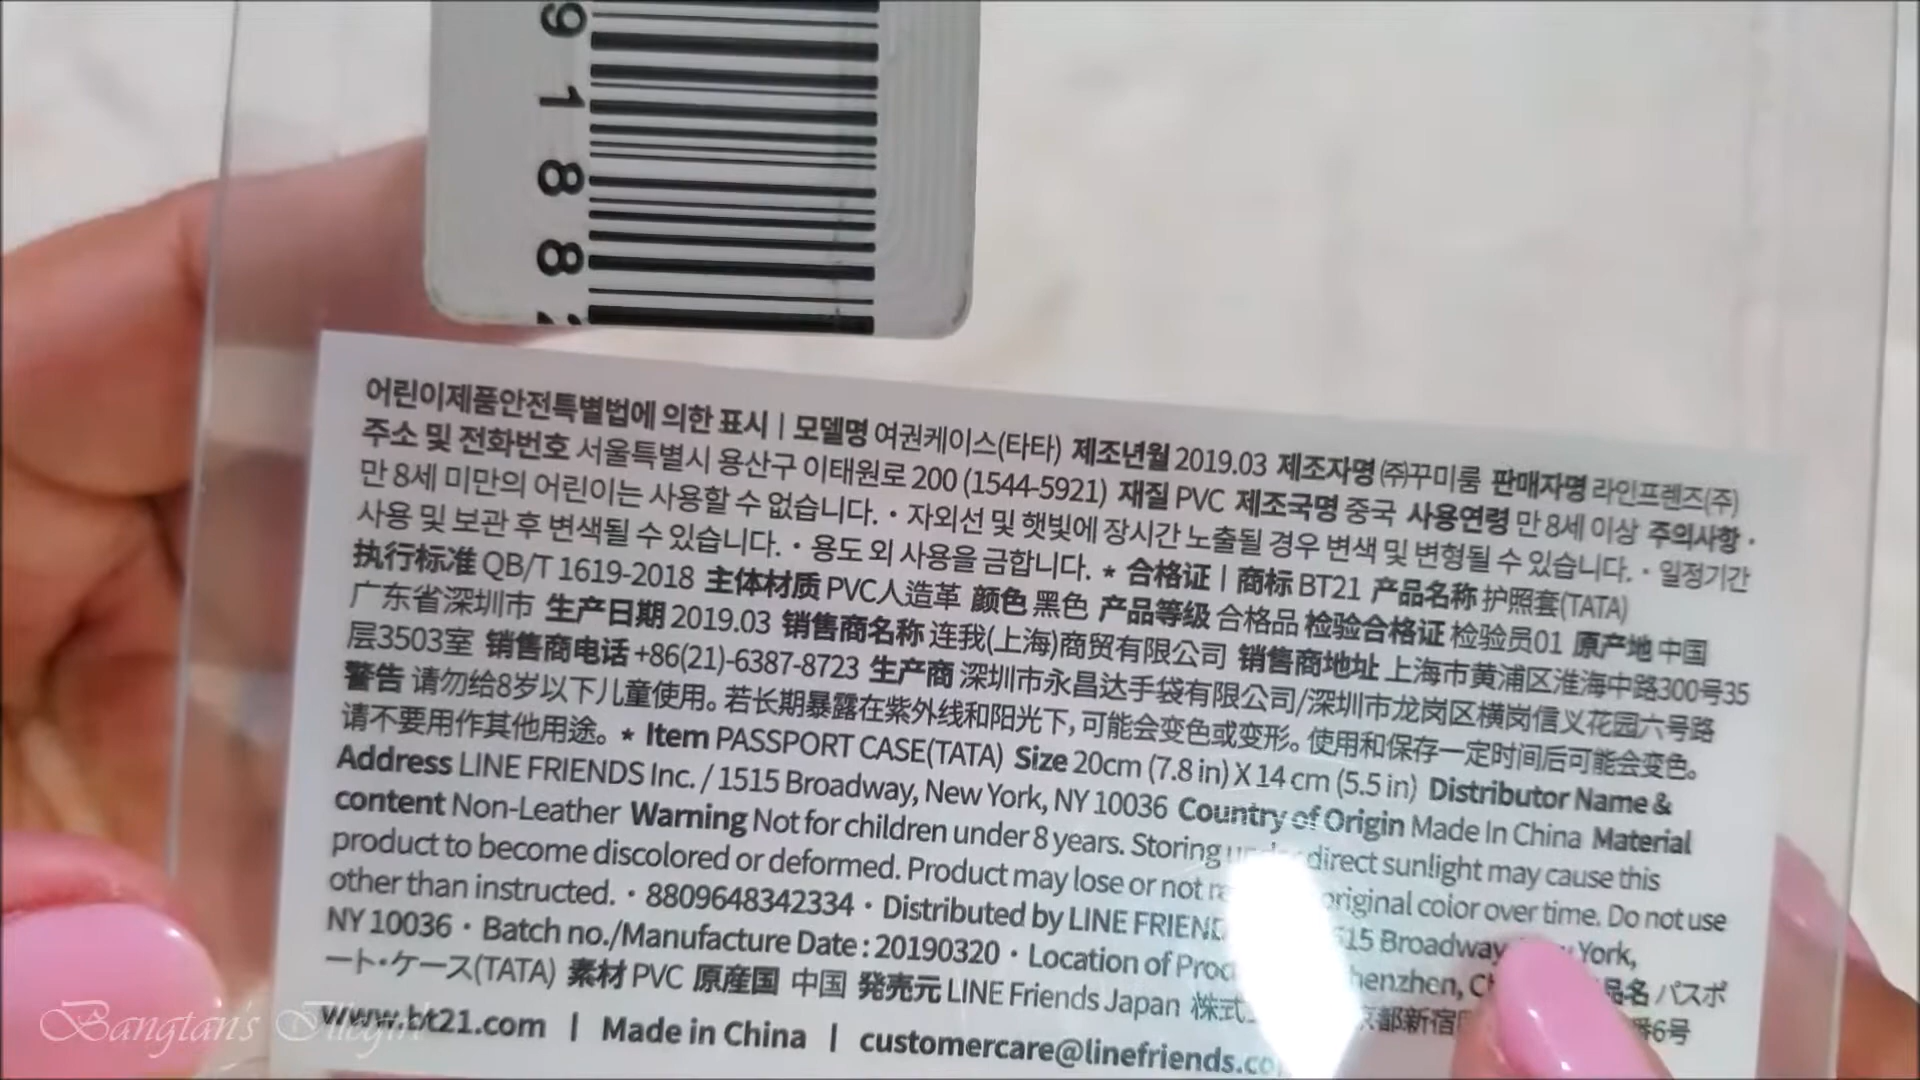 9 1 8 8
어린이제품안전특별법에 의한 표시 | 모델명 여권케이스(타타) 제조년월 2019.03 제조자명 ㈜꾸미룸 판매자명 라인프렌즈(주)
주소 및 전화번호 서울특별시 용산구 이태원로 200 (1544-5921) 재질 PVC 제조국명 중국 사용연령 만 8세 이상 주의사항 ·
만 8세 미만의 어린이는 사용할 수 없습니다. · 자외선 및 햇빛에 장시간 노출될 경우 변색 및 변형될 수 있습니다. · 일정기간
사용 및 보관 후 변색될 수 있습니다. · 용도 외 사용을 금합니다. * 合格证 | 商标 BT21 产品名称 护照套(TATA)
执行标准 QB/T 1619-2018 主体材质 PVC人造革 颜色 黑色 产品等级 合格品 检验合格证 检验员01 原产地 中国
广东省深圳市 生产日期 2019.03 销售商名称 连我(上海)商贸有限公司 销售商地址 上海市黄浦区淮海中路300号35
层3503室 销售商电话 +86(21)-6387-8723 生产商 深圳市永昌达手袋有限公司/深圳市龙岗区横岗信义花园六号路
警告 请勿给8岁以下儿童使用。若长期暴露在紫外线和阳光下, 可能会变色或变形。使用和保存一定时间后可能会变色。
请不要用作其他用途。 * Item PASSPORT CASE(TATA) Size 20cm (7.8 in) X 14 cm (5.5 in) Distributor Name &
Address LINE FRIENDS Inc. / 1515 Broadway, New York, NY 10036 Country of Origin Made In China Material
content Non-Leather Warning Not for children under 8 years. Storing under direct sunlight may cause this
product to become discolored or deformed. Product may lose or not original color over time. Do not use
other than instructed. · 8809648342334 · Distributed by LINE 1515 Broadway, New York,
NY 10036 · Batch no./Manufacture Date : 20190320 · Location of 品名 パスポ
ート・ケース(TATA) 素材 PVC 原産国 中国 発売元 LINE Friends Japan 6号
www.bt21.com | Made in China | customercare@linefriends.co
Bangtan's